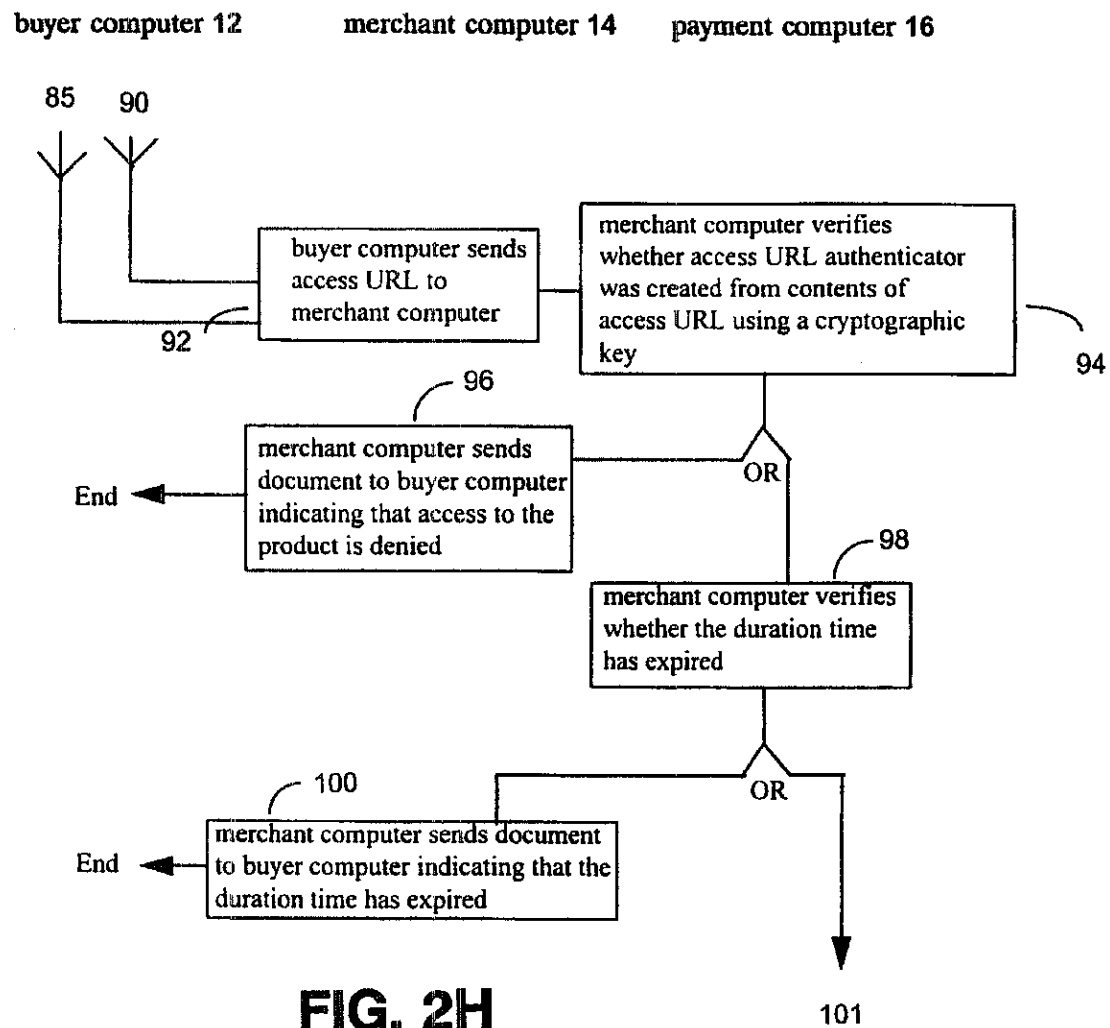 buyer computer 12 merchant computer 14 payment computer 16
85 90
buyer computer sends
access URL to
merchant computer
92
merchant computer verifies
whether access URL authenticator
was created from contents of
access URL using a cryptographic
key
94
96
merchant computer sends
document to buyer computer
indicating that access to the
product is denied
End
OR
98
merchant computer verifies
whether the duration time
has expired
OR
100
merchant computer sends document
to buyer computer indicating that the
duration time has expired
End
101
FIG. 2H